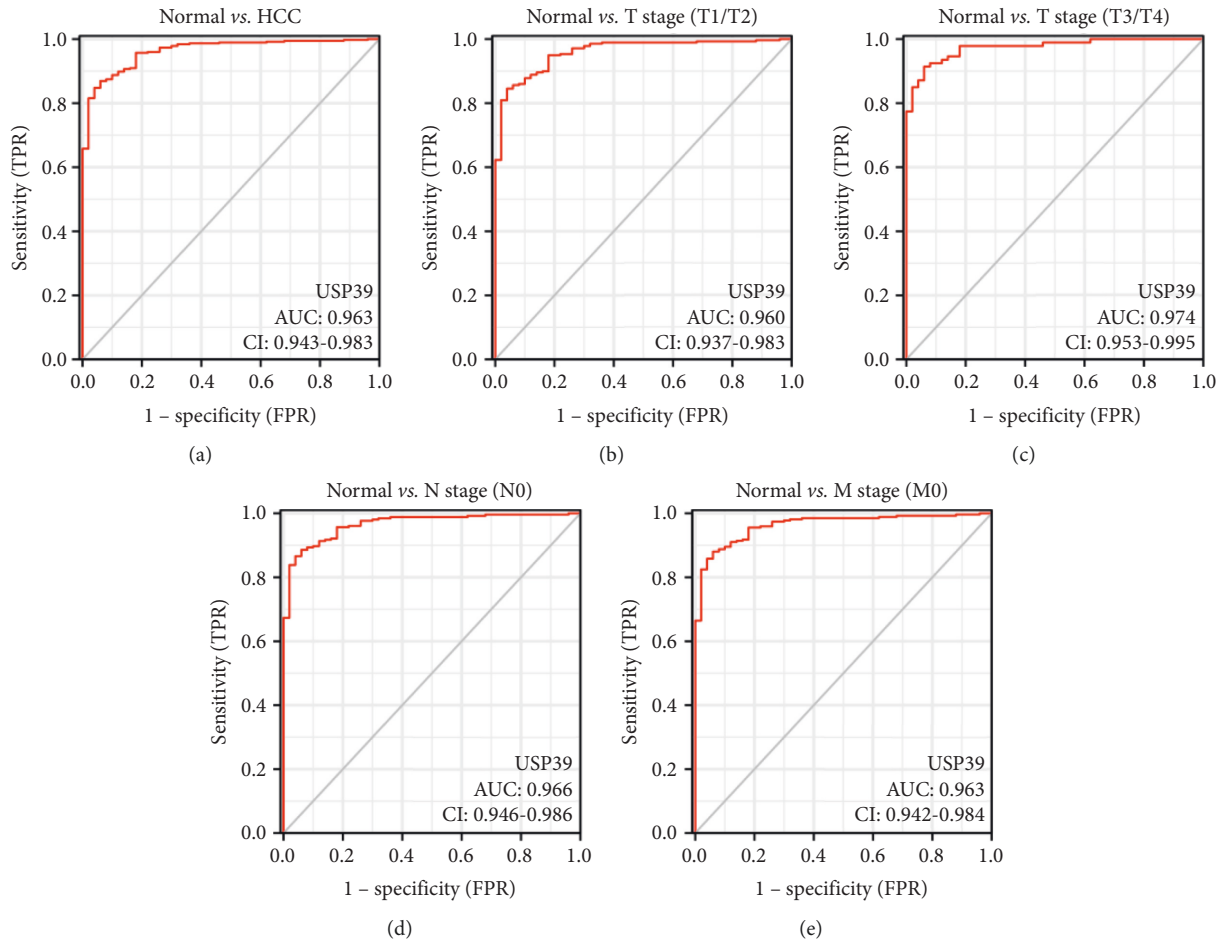 Normal vs. HCC
1.0
0.8
0.6
0.4
0.2
0.0
Sensitivity (TPR)
USP39
AUC: 0.963
CI: 0.943-0.983
0.0 0.2 0.4 0.6 0.8 1.0
1 – specificity (FPR)
(a)
Normal vs. T stage (T1/T2)
1.0
0.8
0.6
0.4
0.2
0.0
Sensitivity (TPR)
USP39
AUC: 0.960
CI: 0.937-0.983
0.0 0.2 0.4 0.6 0.8 1.0
1 – specificity (FPR)
(b)
Normal vs. T stage (T3/T4)
1.0
0.8
0.6
0.4
0.2
0.0
Sensitivity (TPR)
USP39
AUC: 0.974
CI: 0.953-0.995
0.0 0.2 0.4 0.6 0.8 1.0
1 – specificity (FPR)
(c)
Normal vs. N stage (N0)
1.0
0.8
0.6
0.4
0.2
0.0
Sensitivity (TPR)
USP39
AUC: 0.966
CI: 0.946-0.986
0.0 0.2 0.4 0.6 0.8 1.0
1 – specificity (FPR)
(d)
Normal vs. M stage (M0)
1.0
0.8
0.6
0.4
0.2
0.0
Sensitivity (TPR)
USP39
AUC: 0.963
CI: 0.942-0.984
0.0 0.2 0.4 0.6 0.8 1.0
1 – specificity (FPR)
(e)